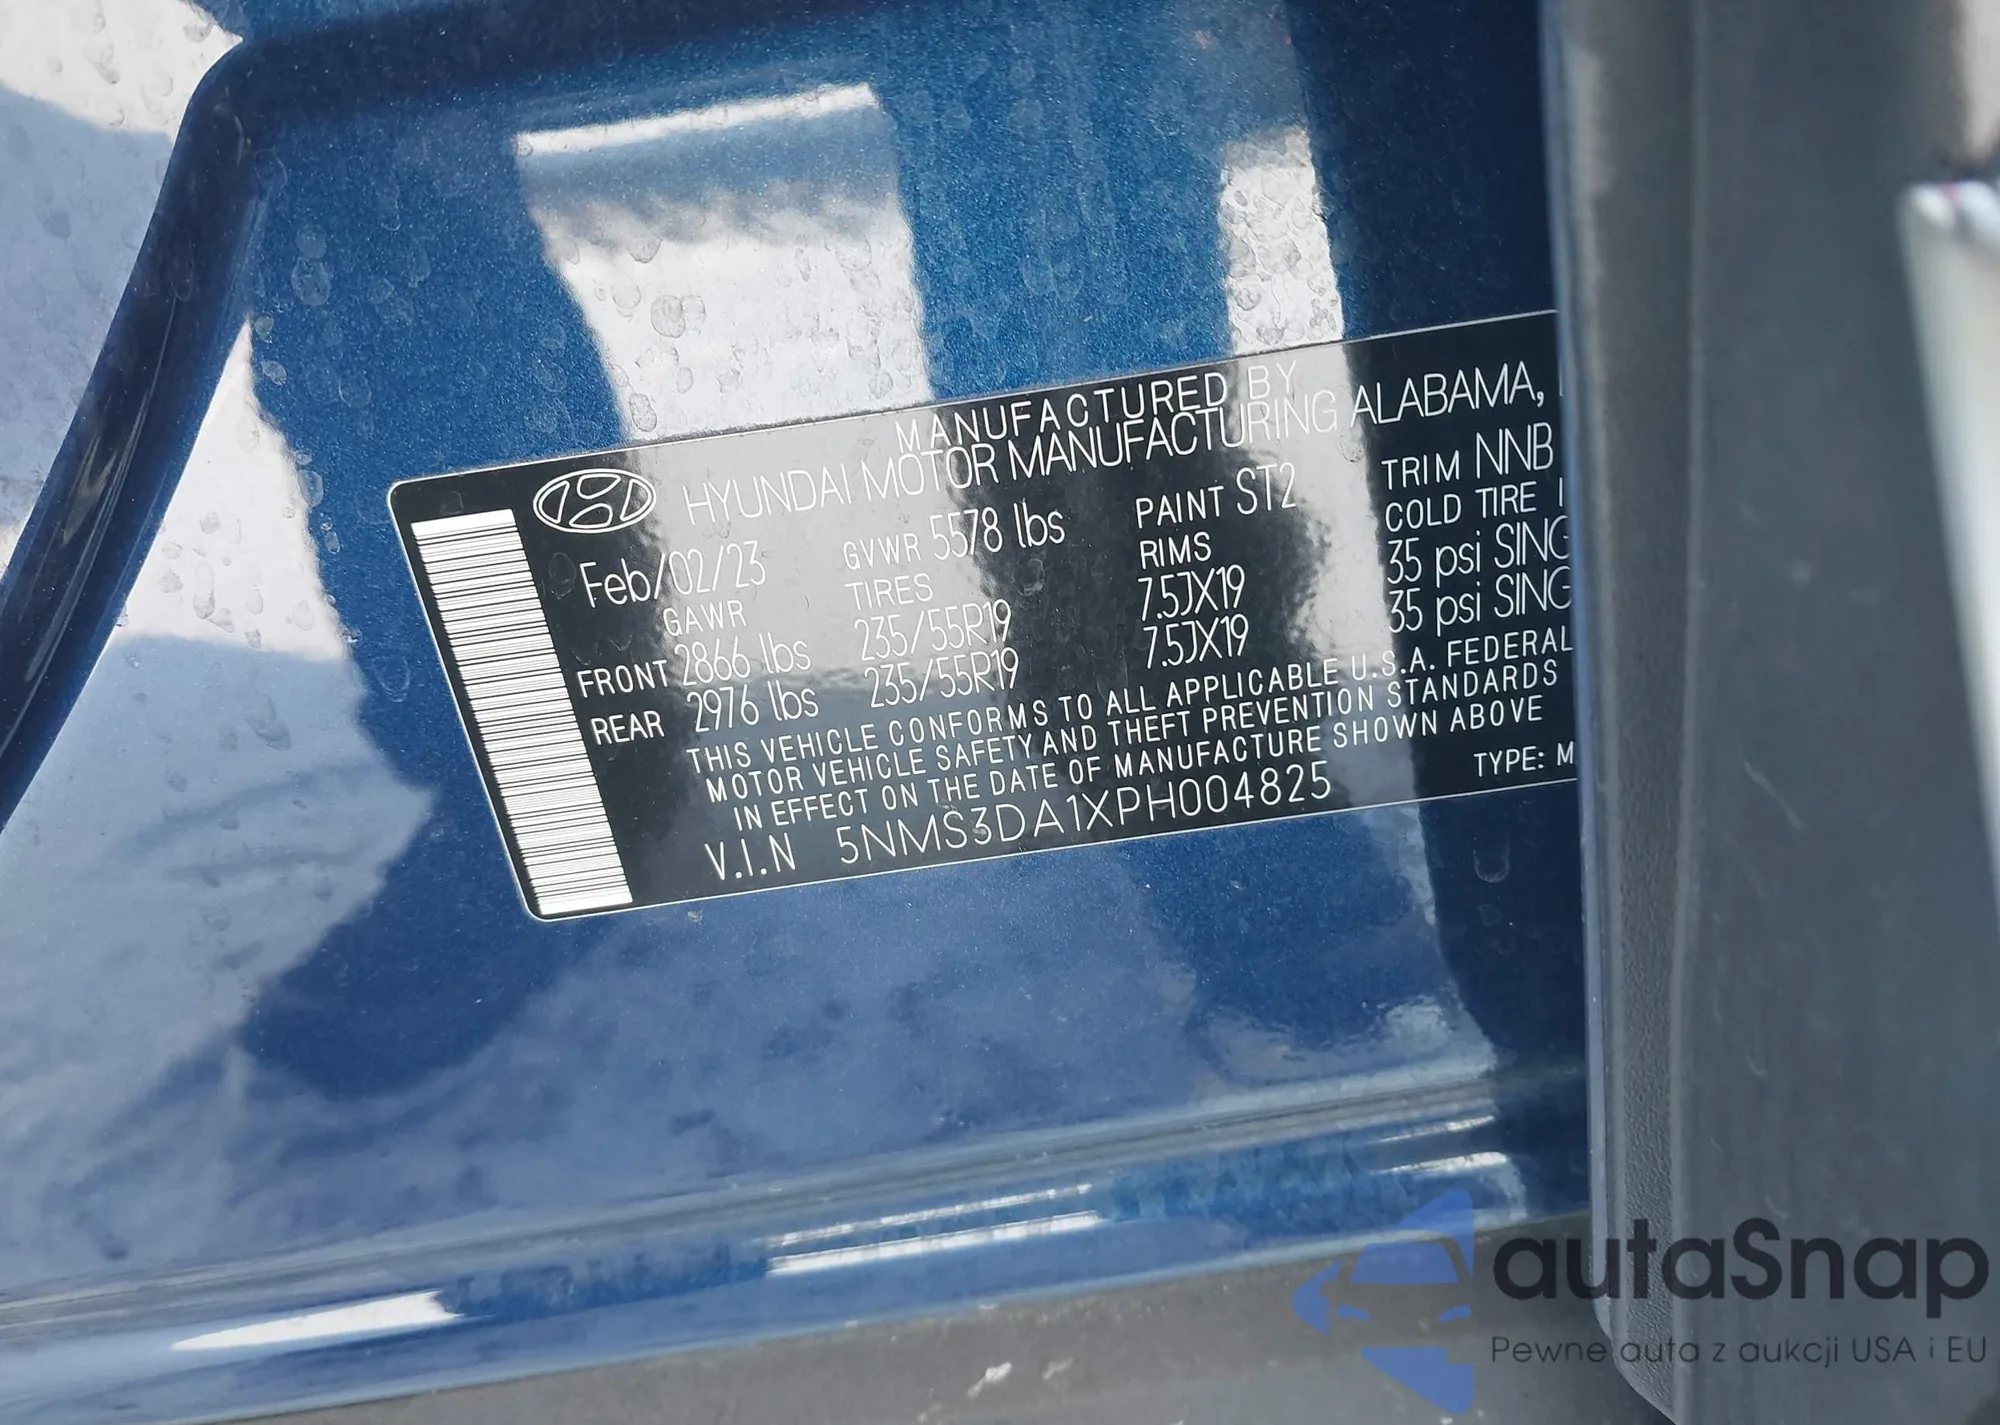 MANUFACTURED BY
HYUNDAI MOTOR MANUFACTURING ALABAMA,
Feb/02/23 GVWR 5578 lbs PAINT ST2 TRIM NNB
GAWR TIRES RIMS COLD TIRE
FRONT 2866 lbs 235/55R19 7.5JX19 35 psi SING
REAR 2976 lbs 235/55R19 7.5JX19 35 psi SING
THIS VEHICLE CONFORMS TO ALL APPLICABLE U.S.A. FEDERAL
MOTOR VEHICLE SAFETY AND THEFT PREVENTION STANDARDS
IN EFFECT ON THE DATE OF MANUFACTURE SHOWN ABOVE
V.I.N 5NMS3DA1XPH004825 TYPE: M
autaSnap
Pewne auta z aukcji USA i EU